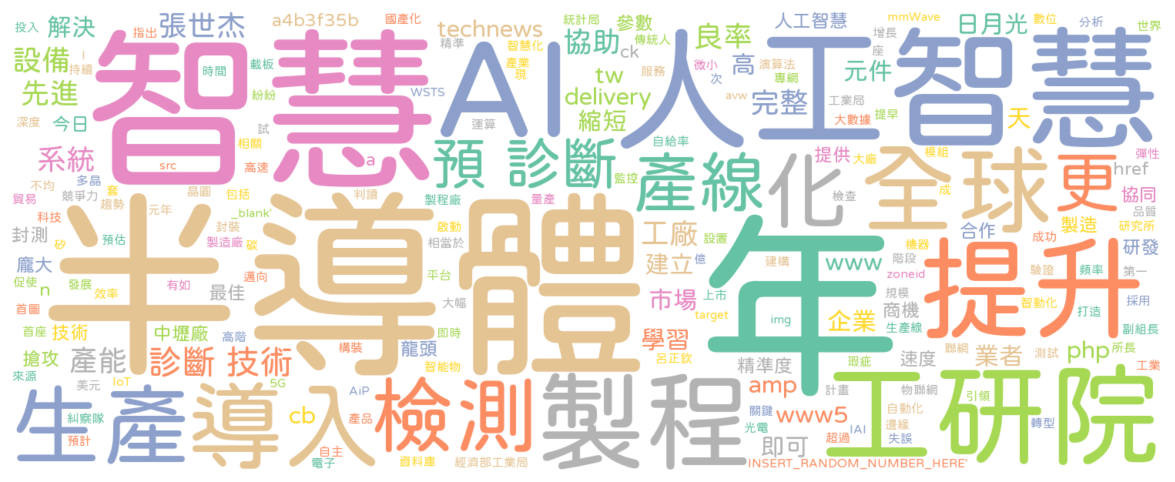 智慧
AI
人工智慧
半導體
年
全球
更
提升
工研院
製程
檢測
導入
生產
產線
預 診斷
化
投入
指出
解決
張世杰
a4b3f35b
國產化
technews
統計局
參數
傳統人
人工智慧
mmWave
數位
分析
世界
設備
持續
時間
載板
精準
智慧化
產業
現
協助
ck
良率
服務
微小
演算法
專網
增長
座
日月光
先進
紛紛
WSTS
tw
delivery
高
次
元件
深度
今日
試
相關
運算
縮短
avw
完整
工業局
大數據
提早
天
系統
src
高速
a
自給率
監控
提供
大廠
模組
彈性
href
不均
多晶
套
包括
晶圓
判讀
製程廠
量產
檢查
成
協同
品質
貿易
競爭力
趨勢
元年
_blank'
科技
封裝
啟動
工廠
設置
合作
製造
研究所
封測
矽
預估
製造廠
碳
相當於
建立
億
建構
www
機器
階段
成功
研發
龐大
促使
發展
有如
邁向
平台
zoneid
驗證
頻率
第一
n
效率
最佳
大幅
市場
上市
規模
智動化
採用
首圖
target
img
商機
企業
生產線
打造
首座
技術
中壢廠
高階
即時
學習
副組長
搶攻
產能
診斷 技術
構裝
龍頭
智能物
呂正欽
精準度
瑕疵
速度
聯網
業者
測試
php
所長
來源
美元
IoT
5G
AiP
amp
計畫
物聯網
引領
工業
糾察隊
cb
產品
關鍵
www5
自動化
邊緣
轉型
預計
自主
光電
超過
IAI
失誤
電子
資料庫
經濟部工業局
即可
INSERT_RANDOM_NUMBER_HERE'